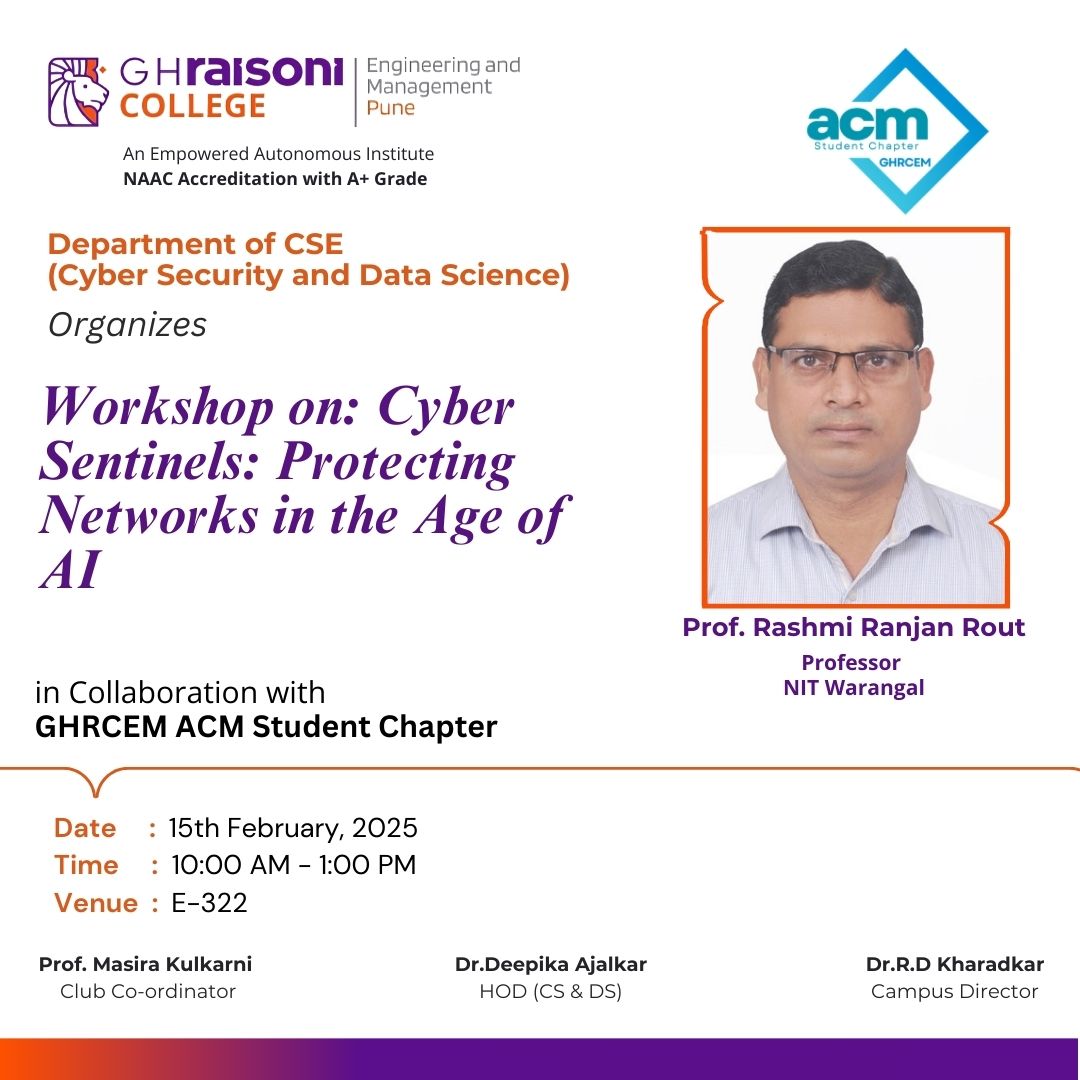 GHraisoni
COLLEGE
Engineering and
Management
Pune
An Empowered Autonomous Institute
NAAC Accreditation with A+ Grade
acm
Student Chapter
GHRCEM
Department of CSE
(Cyber Security and Data Science)
Organizes
Workshop on: Cyber
Sentinels: Protecting
Networks in the Age of
AI
Prof. Rashmi Ranjan Rout
Professor
NIT Warangal
in Collaboration with
GHRCEM ACM Student Chapter
Date : 15th February, 2025
Time : 10:00 AM - 1:00 PM
Venue : E-322
Prof. Masira Kulkarni
Club Co-ordinator
Dr.Deepika Ajalkar
HOD (CS & DS)
Dr.R.D Kharadkar
Campus Director